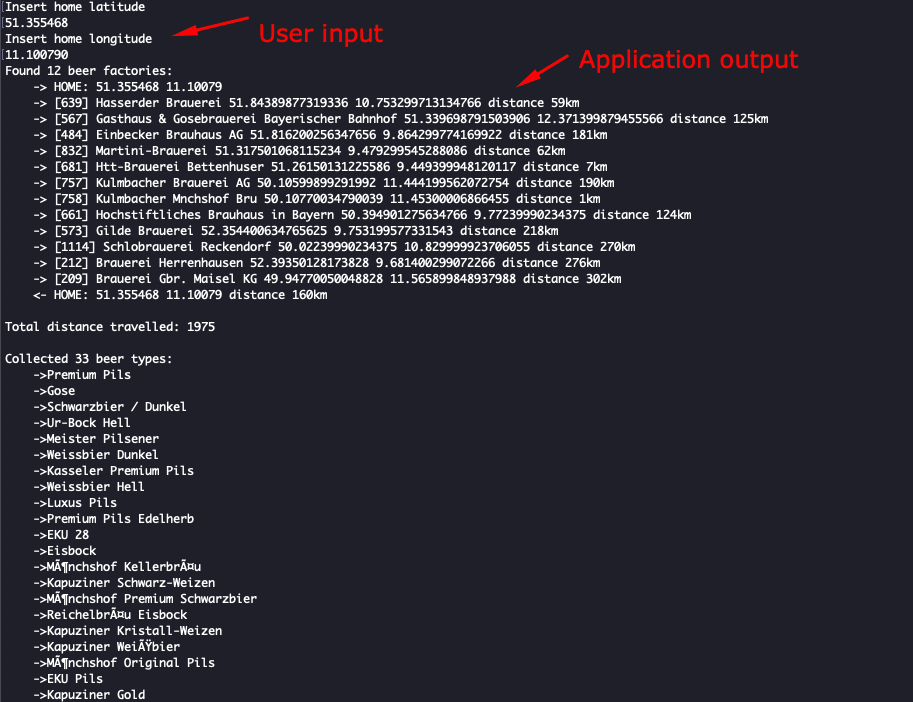 Insert home latitude
51.355468
Insert home longitude
User input
11.100790
Application output
Found 12 beer factories:
-> HOME: 51.355468 11.10079
-> [639] Hasserder Brauerei 51.84389877319336 10.753299713134766 distance 59km
-> [567] Gasthaus & Gosebrauerei Bayerischer Bahnhof 51.339698791503906 12.371399879455566 distance 125km
-> [484] Einbecker Brauhaus AG 51.816200256347656 9.864299774169922 distance 181km
-> [832] Martini-Brauerei 51.317501068115234 9.479299545288086 distance 62km
-> [681] Htt-Brauerei Bettenhuser 51.26150131225586 9.449399948120117 distance 7km
-> [757] Kulmbacher Brauerei AG 50.10599899291992 11.444199562072754 distance 190km
-> [758] Kulmbacher Mnchshof Bru 50.10770034790039 11.45300006866455 distance 1km
-> [661] Hochstiftliches Brauhaus in Bayern 50.394901275634766 9.77239990234375 distance 124km
-> [573] Gilde Brauerei 52.354400634765625 9.753199577331543 distance 218km
-> [1114] Schlobrauerei Reckendorf 50.02239990234375 10.829999923706055 distance 270km
-> [212] Brauerei Herrenhausen 52.39350128173828 9.681400299072266 distance 276km
-> [209] Brauerei Gbr. Maisel KG 49.94770050048828 11.565899848937988 distance 302km
<- HOME: 51.355468 11.10079 distance 160km
Total distance travelled: 1975
Collected 33 beer types:
->Premium Pils
->Gose
->Schwarzbier / Dunkel
->Ur-Bock Hell
->Meister Pilsener
->Weissbier Dunkel
->Kasseler Premium Pils
->Weissbier Hell
->Luxus Pils
->Premium Pils Edelherb
->EKU 28
->Eisbock
->MÃ¶nchshof KellerbrÃ¤u
->Kapuziner Schwarz-Weizen
->MÃ¶nchshof Premium Schwarzbier
->ReichelbrÃ¤u Eisbock
->Kapuziner Kristall-Weizen
->Kapuziner WeiÃŸbier
->MÃ¶nchshof Original Pils
->EKU Pils
->Kapuziner Gold